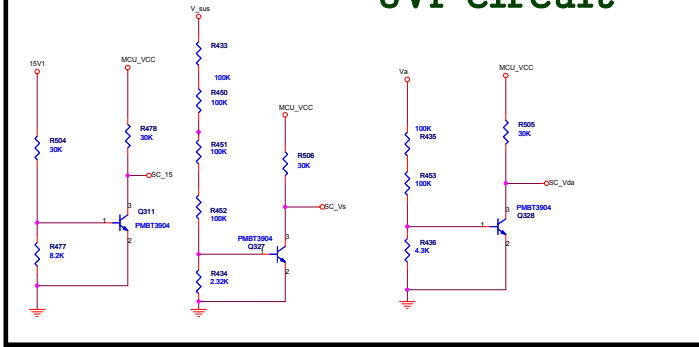 UVP Circuit
V_sus
R433
100K
R450
100K
R451
100K
R452
100K
R434
2.32K
15V1
R504
30K
R477
8.2K
MCU_VCC
R478
30K
SC_15
3
Q311
1
PMBT3904
2
MCU_VCC
R506
30K
SC_Vs
3
PMBT3904
Q327
1
2
Va
100K
R435
R453
100K
R436
4.3K
MCU_VCC
R505
30K
SC_Vda
3
PMBT3904
Q328
1
2